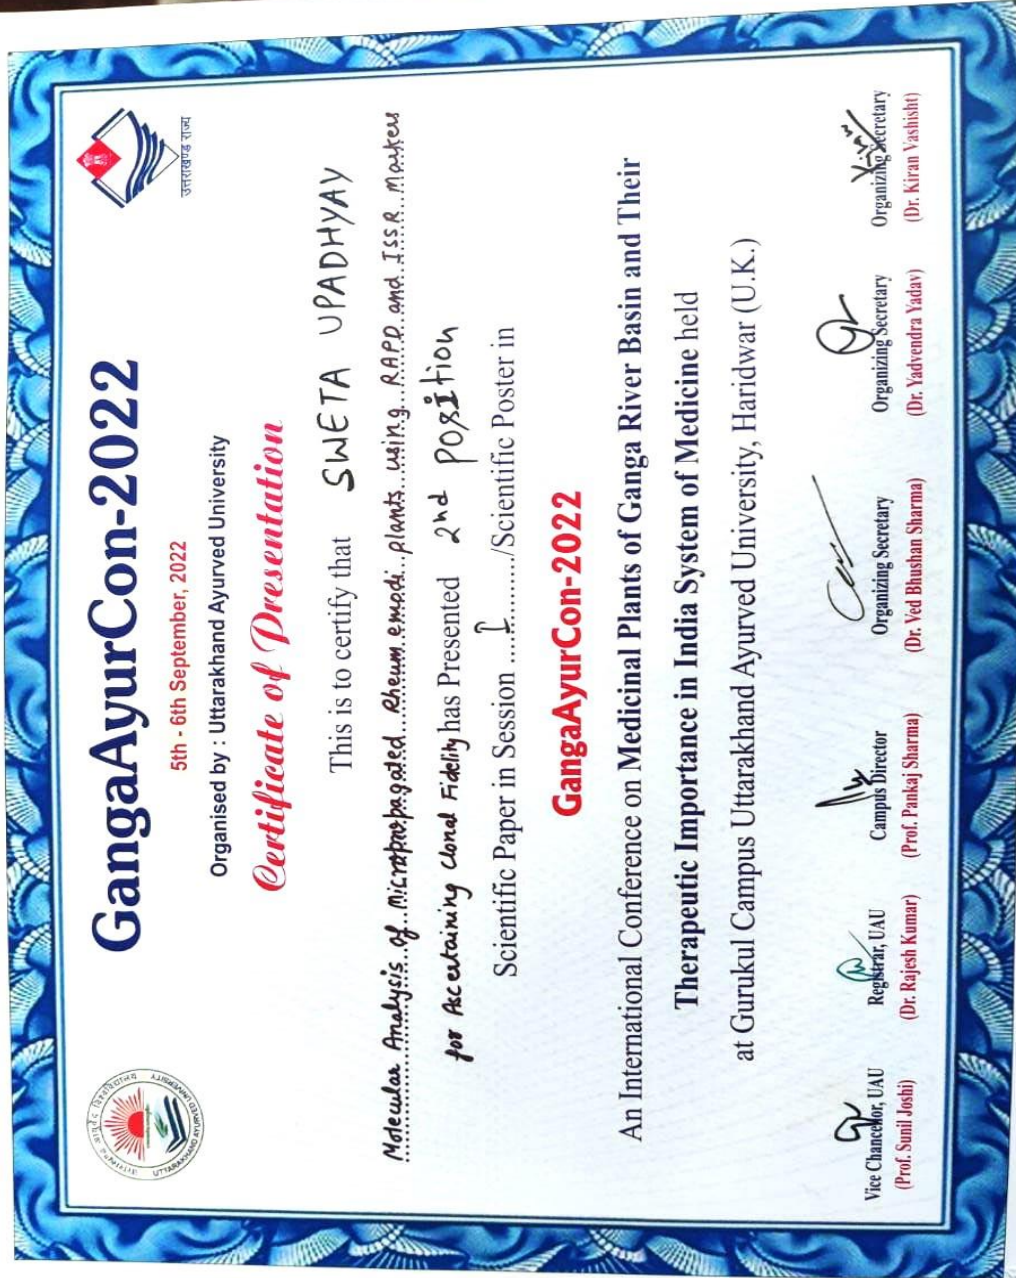 उत्तराखण्ड राज्य
UTTARAKHAND AYURVED UNIVERSITY
GangaAyurCon-2022
5th - 6th September, 2022
Organised by : Uttarakhand Ayurved University
Certificate of Presentation
This is to certify that SWETA UPADHYAY
Molecular Analysis of Micropropagated Rheum emodi plants using RAPD and ISSR Markers
for Ascertaining Clonal Fidelity has Presented 2nd POSITION
Scientific Paper in Session ....I........./Scientific Poster in
GangaAyurCon-2022
An International Conference on Medicinal Plants of Ganga River Basin and Their
Therapeutic Importance in India System of Medicine held
at Gurukul Campus Uttarakhand Ayurved University, Haridwar (U.K.)
Vice Chancellor, UAU
(Prof. Sunil Joshi)
Registrar, UAU
(Dr. Rajesh Kumar)
Campus Director
(Prof. Pankaj Sharma)
Organizing Secretary
(Dr. Ved Bhushan Sharma)
Organizing Secretary
(Dr. Yadvendra Yadav)
Organizing Secretary
(Dr. Kiran Vashisht)